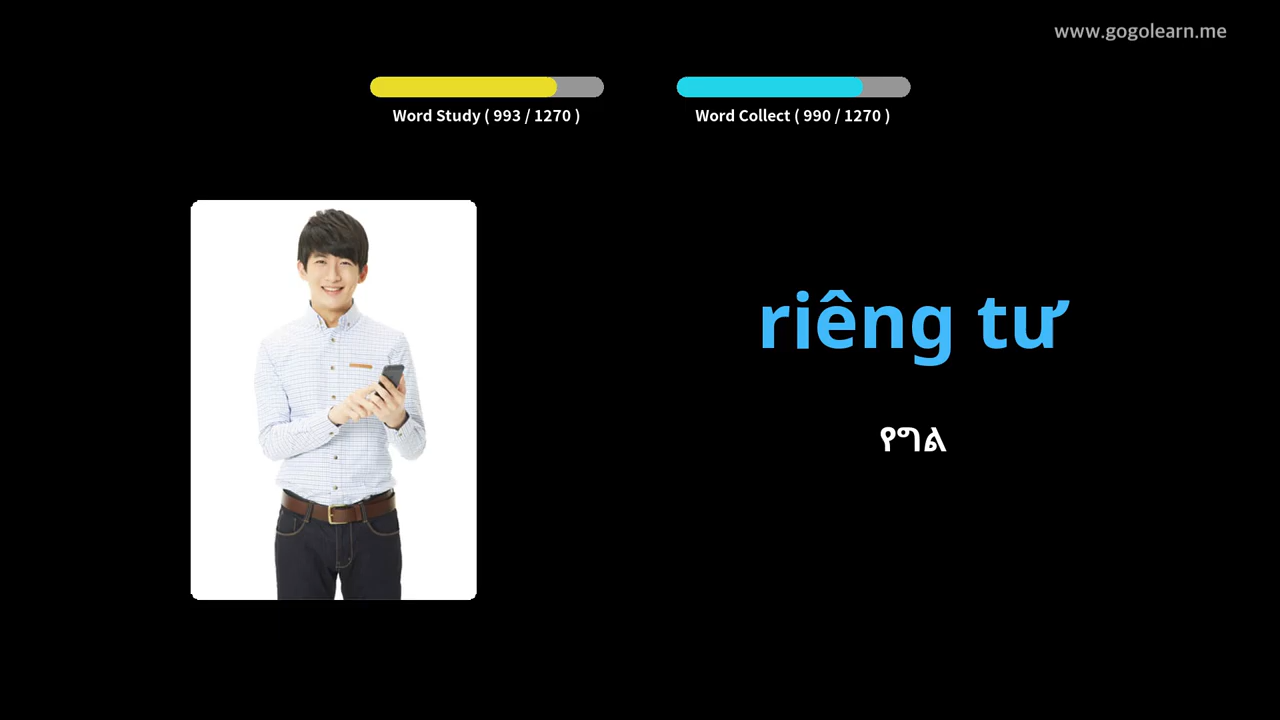 www.gogolearn.me
Word Study ( 993 / 1270 )
Word Collect ( 990 / 1270 )
riêng tư
የግል